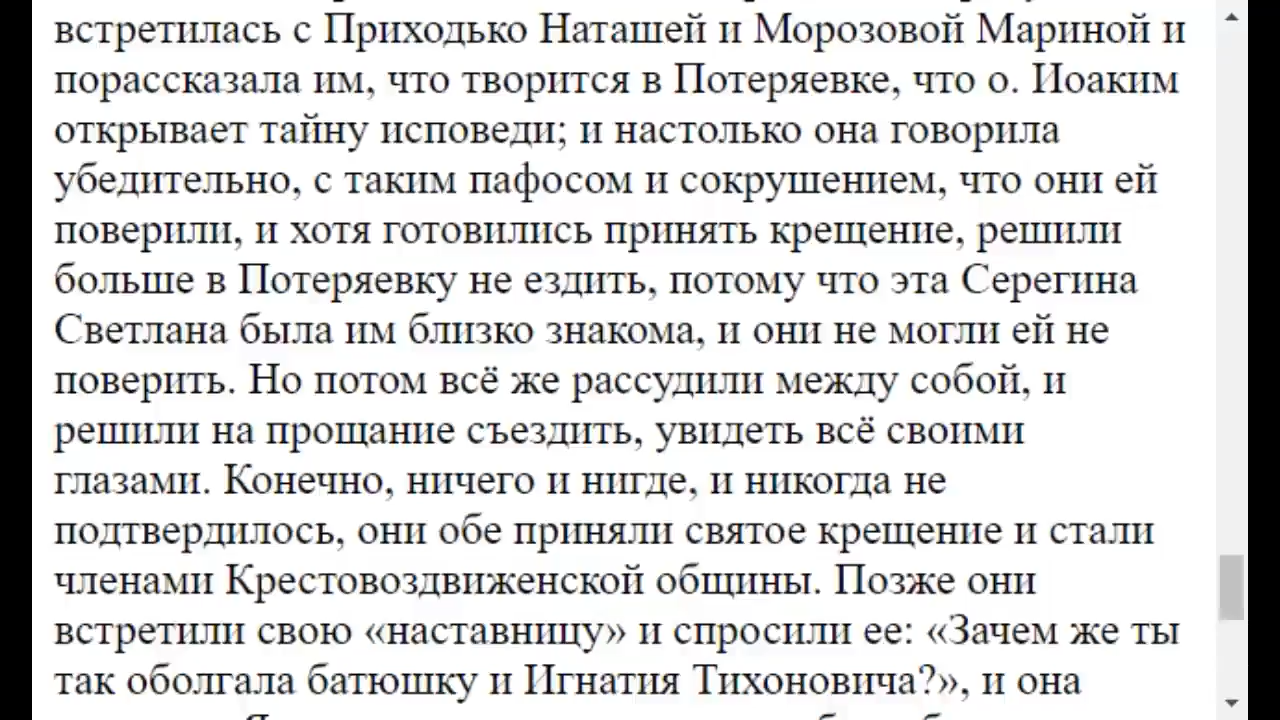 встретилась с Приходько Наташей и Морозовой Мариной и
порассказала им, что творится в Потеряевке, что о. Иоаким
открывает тайну исповеди; и настолько она говорила
убедительно, с таким пафосом и сокрушением, что они ей
поверили, и хотя готовились принять крещение, решили
больше в Потеряевку не ездить, потому что эта Серегина
Светлана была им близко знакома, и они не могли ей не
поверить. Но потом всё же рассудили между собой, и
решили на прощание съездить, увидеть всё своими
глазами. Конечно, ничего и нигде, и никогда не
подтвердилось, они обе приняли святое крещение и стали
членами Крестовоздвиженской общины. Позже они
встретили свою «наставницу» и спросили ее: «Зачем же ты
так оболгала батюшку и Игнатия Тихоновича?», и она